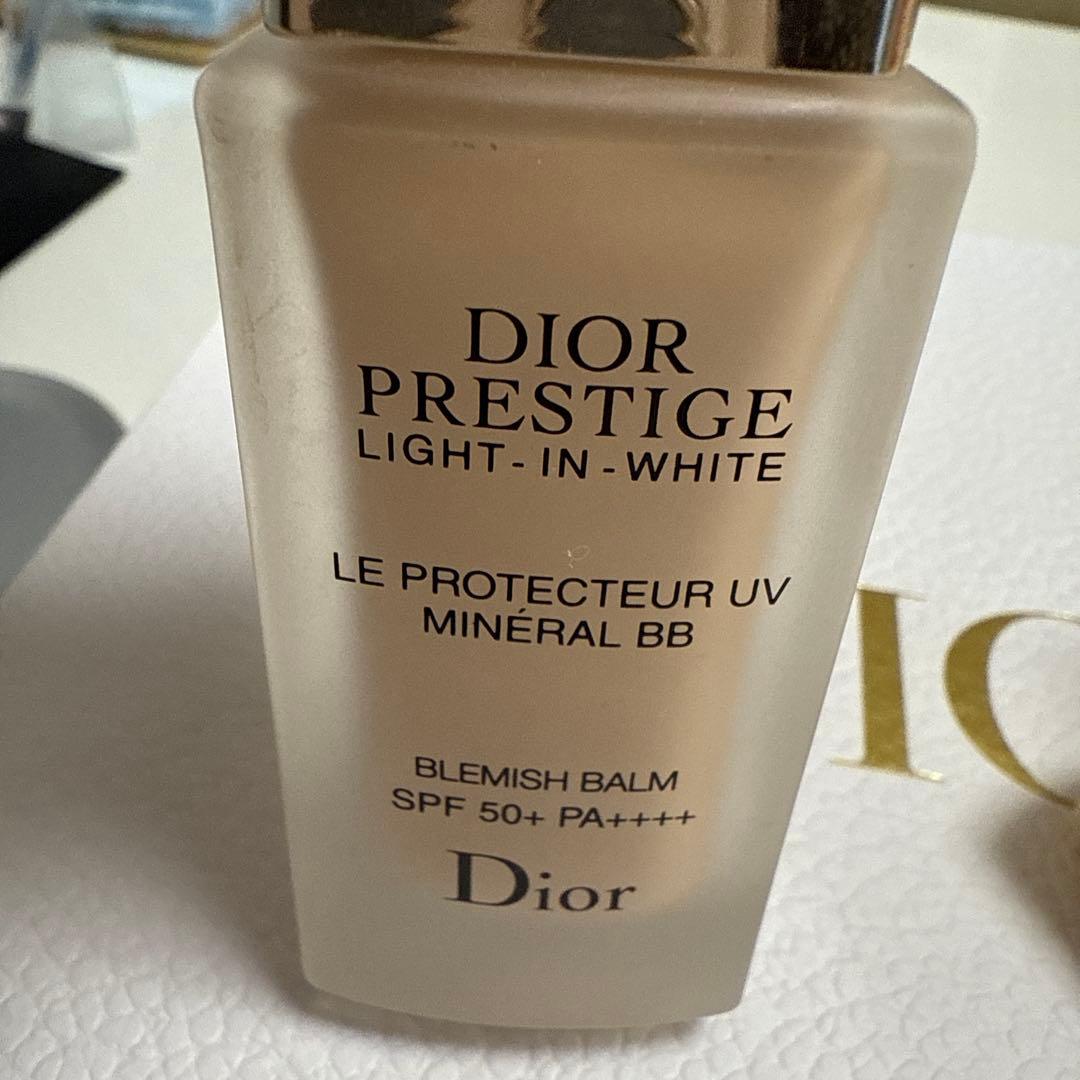 DIOR
PRESTIGE
LIGHT-IN-WHITE
LE PROTECTEUR UV
MINÉRAL BB
BLEMISH BALM
SPF 50+ PA++++
Dior